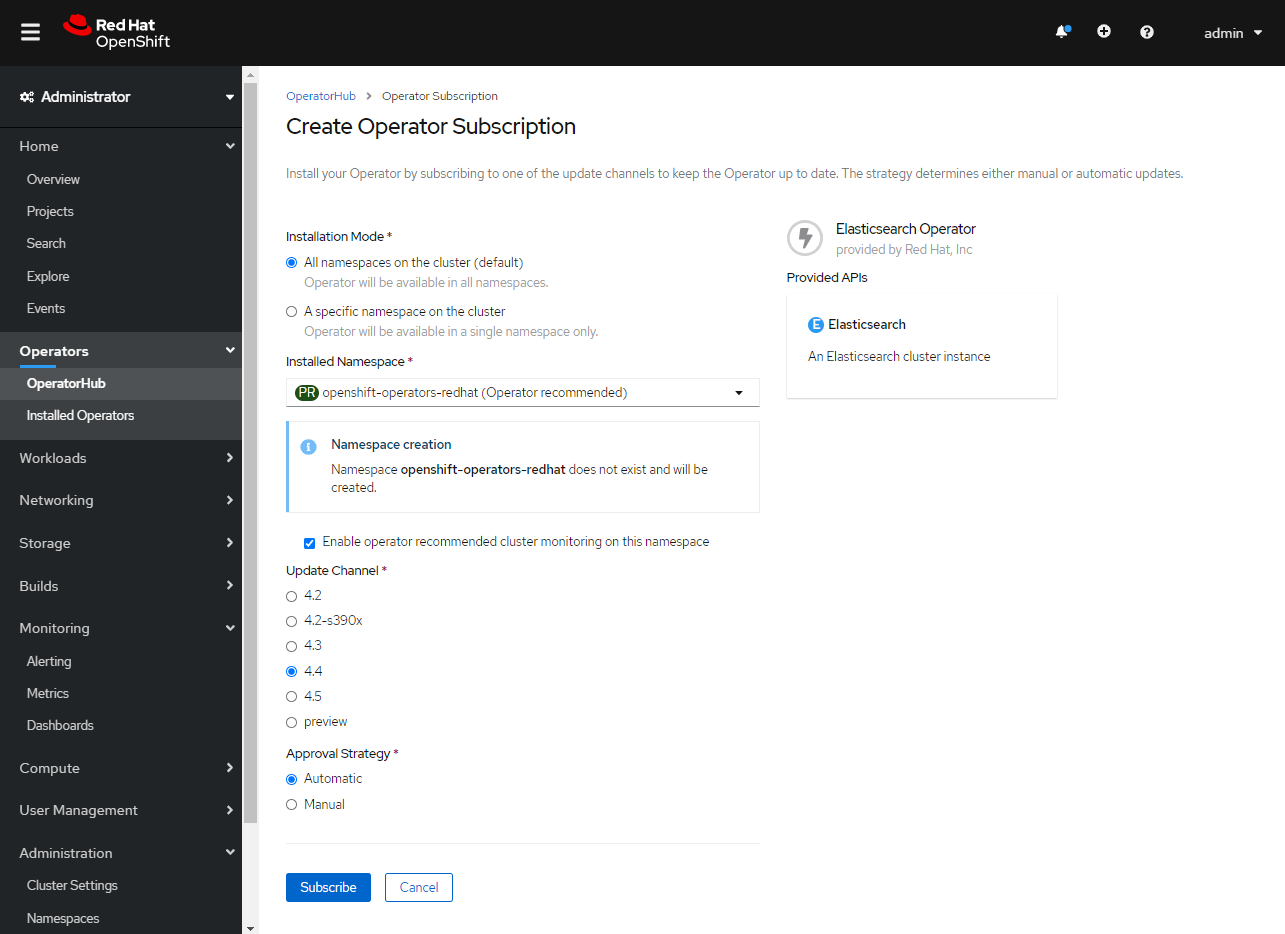 Red Hat
OpenShift
admin
Administrator
Home
Overview
Projects
Search
Explore
Events
Operators
OperatorHub
Installed Operators
Workloads
Networking
Storage
Builds
Monitoring
Alerting
Metrics
Dashboards
Compute
User Management
Administration
Cluster Settings
Namespaces
OperatorHub > Operator Subscription
Create Operator Subscription
Install your Operator by subscribing to one of the update channels to keep the Operator up to date. The strategy determines either manual or automatic updates.
Installation Mode *
All namespaces on the cluster (default)
Operator will be available in all namespaces.
A specific namespace on the cluster
Operator will be available in a single namespace only.
Installed Namespace *
PR openshift-operators-redhat (Operator recommended)
Namespace creation
Namespace openshift-operators-redhat does not exist and will be
created.
Enable operator recommended cluster monitoring on this namespace
Update Channel *
4.2
4.2-s390x
4.3
4.4
4.5
preview
Approval Strategy *
Automatic
Manual
Subscribe
Cancel
Elasticsearch Operator
provided by Red Hat, Inc
Provided APIs
E Elasticsearch
An Elasticsearch cluster instance